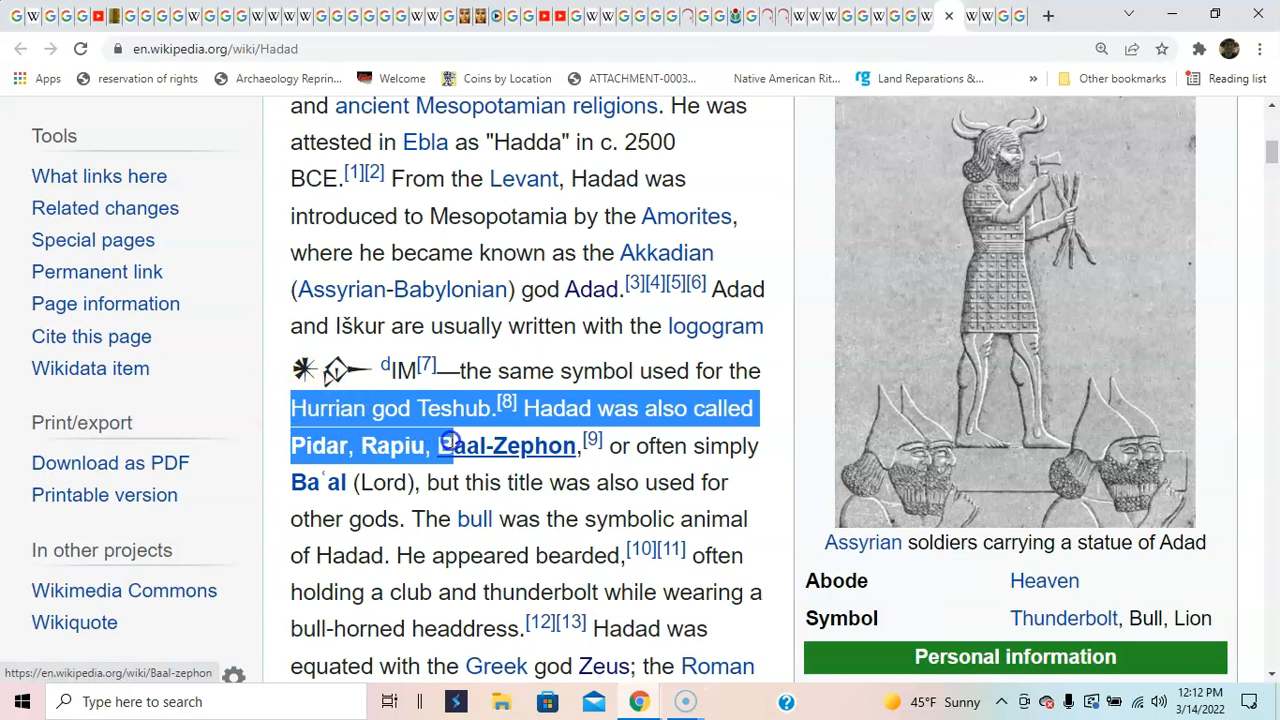 en.wikipedia.org/wiki/Hadad
Apps
reservation of rights
Archaeology Reprin...
Welcome
Coins by Location
ATTACHMENT-0003...
Native American Rit...
Land Reparations &...
»
Other bookmarks
Reading list
Tools
What links here
Related changes
Special pages
Permanent link
Page information
Cite this page
Wikidata item
Print/export
Download as PDF
Printable version
In other projects
Wikimedia Commons
Wikiquote
https://en.wikipedia.org/wiki/Baal-zephon
and ancient Mesopotamian religions. He was
attested in Ebla as "Hadda" in c. 2500
BCE.[1][2] From the Levant, Hadad was
introduced to Mesopotamia by the Amorites,
where he became known as the Akkadian
(Assyrian-Babylonian) god Adad.[3][4][5][6] Adad
and Iškur are usually written with the logogram
𒀭𒅎 dIM[7]—the same symbol used for the
Hurrian god Teshub.[8] Hadad was also called
Pidar, Rapiu, Baal-Zephon,[9] or often simply
Baʿal (Lord), but this title was also used for
other gods. The bull was the symbolic animal
of Hadad. He appeared bearded,[10][11] often
holding a club and thunderbolt while wearing a
bull-horned headdress.[12][13] Hadad was
equated with the Greek god Zeus; the Roman
Assyrian soldiers carrying a statue of Adad
Abode Heaven
Symbol Thunderbolt, Bull, Lion
Personal information
Type here to search
45°F Sunny
12:12 PM
3/14/2022